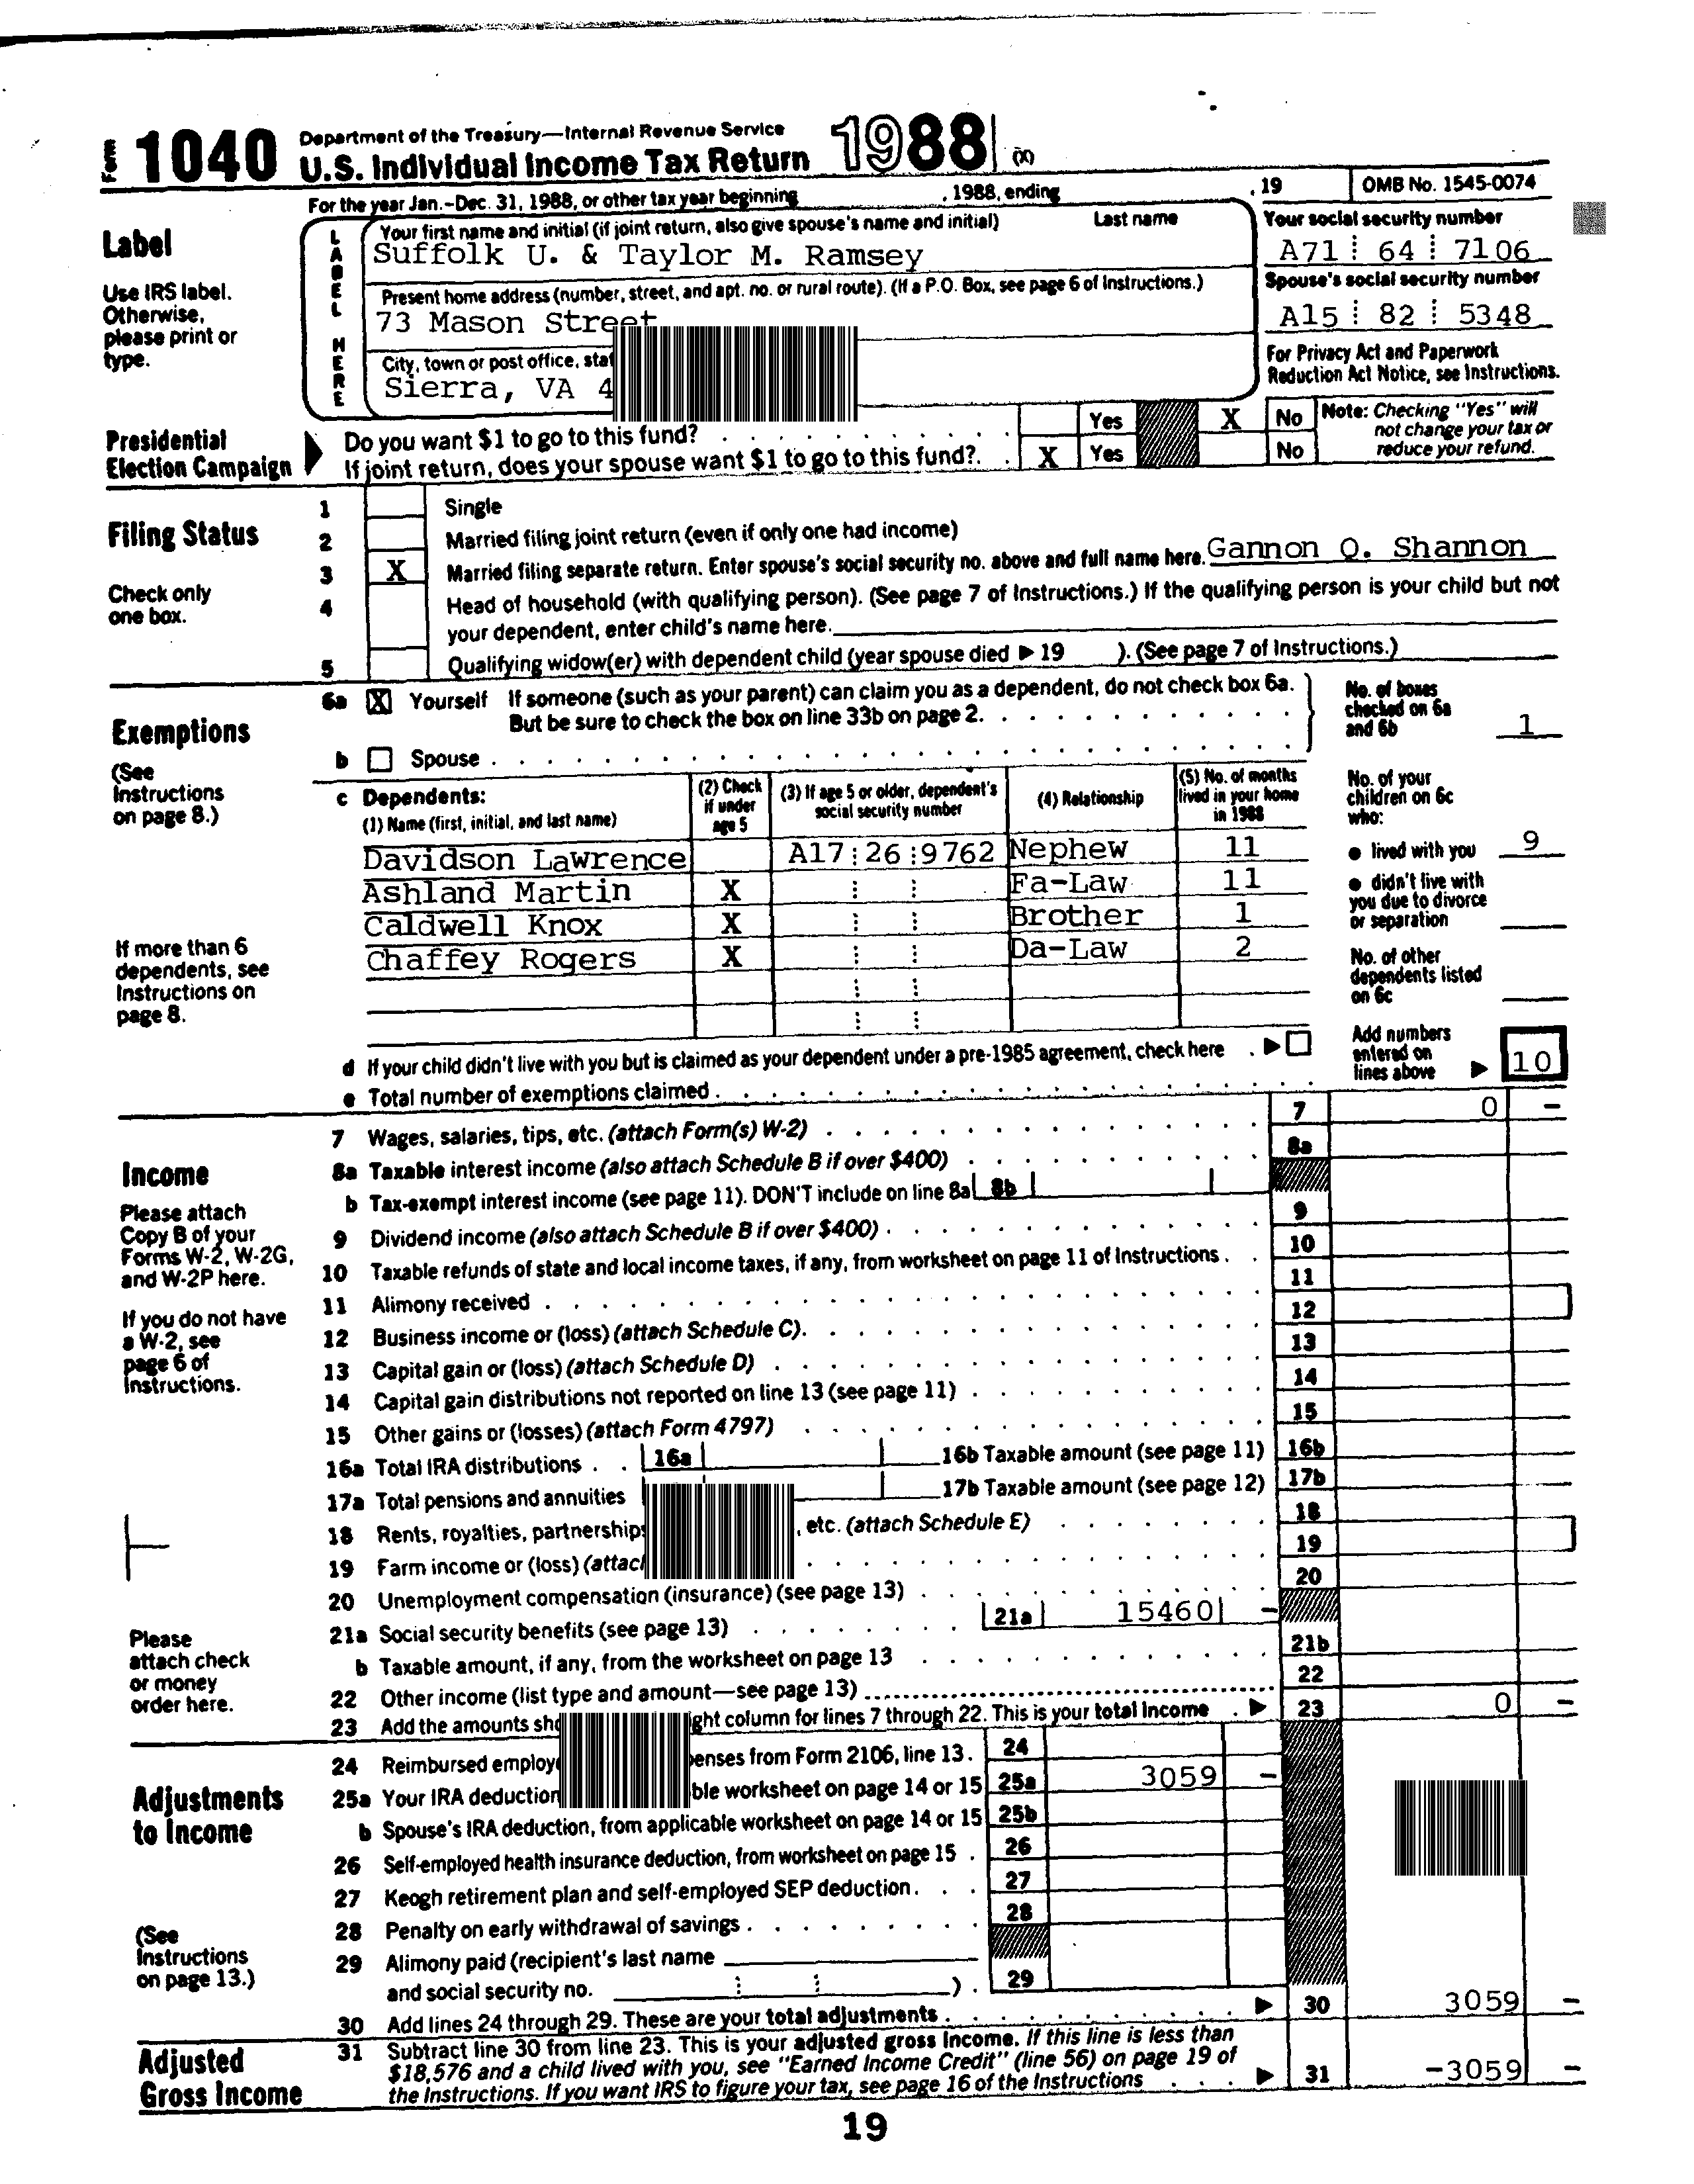 Form 1040 Department of the Treasury—Internal Revenue Service
U.S. Individual Income Tax Return 1988 (X)
For the year Jan.–Dec. 31, 1988, or other tax year beginning , 1988, ending , 19 OMB No. 1545-0074
Label
Use IRS label.
Otherwise,
please print or
type.
LABEL HERE
Your first name and initial (if joint return, also give spouse's name and initial) Last name
Suffolk U. & Taylor M. Ramsey
Present home address (number, street, and apt. no. or rural route). (If a P.O. Box, see page 6 of Instructions.)
73 Mason Street
City, town or post office,
Sierra, VA 4
Your social security number
A71 64 7106
Spouse's social security number
A15 82 5348
For Privacy Act and Paperwork
Reduction Act Notice, see Instructions.
Presidential
Election Campaign
Do you want $1 to go to this fund? Yes X No
If joint return, does your spouse want $1 to go to this fund? X Yes No
Note: Checking "Yes" will
not change your tax or
reduce your refund.
Filing Status
Check only
one box.
1 Single
2 Married filing joint return (even if only one had income)
3 X Married filing separate return. Enter spouse's social security no. above and full name here. Gannon Q. Shannon
4 Head of household (with qualifying person). (See page 7 of Instructions.) If the qualifying person is your child but not
your dependent, enter child's name here.
5 Qualifying widow(er) with dependent child (year spouse died ▶ 19 ). (See page 7 of Instructions.)
Exemptions
(See
Instructions
on page 8.)
If more than 6
dependents, see
Instructions on
page 8.
6a X Yourself If someone (such as your parent) can claim you as a dependent, do not check box 6a.
But be sure to check the box on line 33b on page 2.
b Spouse
No. of boxes
checked on 6a
and 6b 1
c Dependents:
(1) Name (first, initial, and last name)
(2) Check
if under
age 5
(3) If age 5 or older, dependent's
social security number
(4) Relationship
(5) No. of months
lived in your home
in 1988
Davidson Lawrence A17 26 9762 Nephew 11
Ashland Martin X Fa-Law 11
Caldwell Knox X Brother 1
Chaffey Rogers X Da-Law 2
No. of your
children on 6c
who:
● lived with you 9
● didn't live with
you due to divorce
or separation
No. of other
dependents listed
on 6c
Add numbers
entered on
lines above ▶ 10
d If your child didn't live with you but is claimed as your dependent under a pre-1985 agreement, check here ▶
e Total number of exemptions claimed
Income
Please attach
Copy B of your
Forms W-2, W-2G,
and W-2P here.
If you do not have
a W-2, see
page 6 of
Instructions.
Please
attach check
or money
order here.
7 Wages, salaries, tips, etc. (attach Form(s) W-2) 7 0 –
8a Taxable interest income (also attach Schedule B if over $400) 8a
b Tax-exempt interest income (see page 11). DON'T include on line 8a 8b
9 Dividend income (also attach Schedule B if over $400) 9
10 Taxable refunds of state and local income taxes, if any, from worksheet on page 11 of Instructions 10
11 Alimony received 11
12 Business income or (loss) (attach Schedule C) 12
13 Capital gain or (loss) (attach Schedule D) 13
14 Capital gain distributions not reported on line 13 (see page 11) 14
15 Other gains or (losses) (attach Form 4797) 15
16a Total IRA distributions 16a 16b Taxable amount (see page 11) 16b
17a Total pensions and annuities 17b Taxable amount (see page 12) 17b
18 Rents, royalties, partnerships , etc. (attach Schedule E) 18
19 Farm income or (loss) 19
20 Unemployment compensation (insurance) (see page 13) 20
21a Social security benefits (see page 13) 21a 15460 –
b Taxable amount, if any, from the worksheet on page 13 21b
22 Other income (list type and amount—see page 13) 22
23 Add the amounts column for lines 7 through 22. This is your total income ▶ 23 0 –
Adjustments
to Income
(See
Instructions
on page 13.)
24 Reimbursed from Form 2106, line 13. 24
25a Your IRA deduction worksheet on page 14 or 15 25a 3059 –
b Spouse's IRA deduction, from applicable worksheet on page 14 or 15 25b
26 Self-employed health insurance deduction, from worksheet on page 15 26
27 Keogh retirement plan and self-employed SEP deduction 27
28 Penalty on early withdrawal of savings 28
29 Alimony paid (recipient's last name
and social security no. ) 29
30 Add lines 24 through 29. These are your total adjustments ▶ 30 3059 –
Adjusted
Gross Income
31 Subtract line 30 from line 23. This is your adjusted gross income. If this line is less than
$18,576 and a child lived with you, see "Earned Income Credit" (line 56) on page 19 of
the Instructions. If you want IRS to figure your tax, see page 16 of the Instructions ▶ 31 -3059 –
19